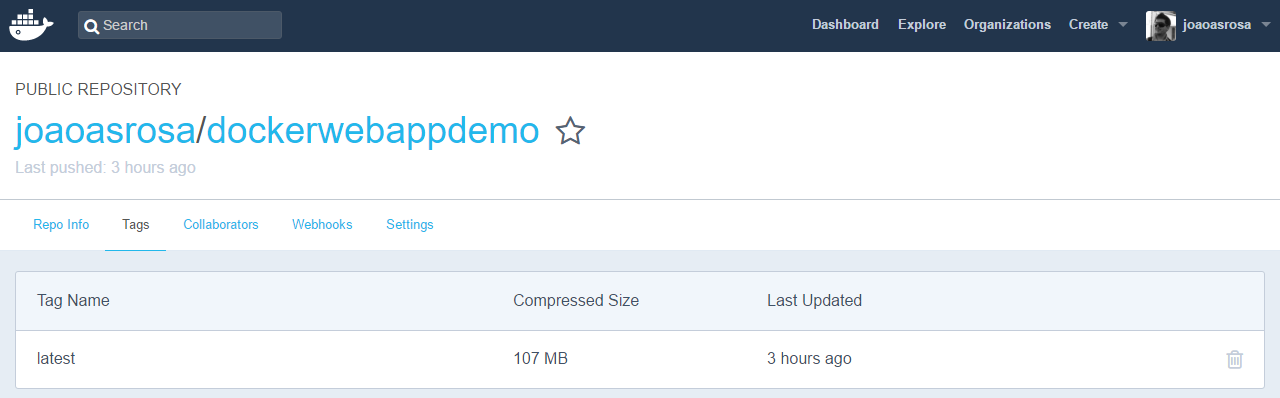 Search Dashboard Explore Organizations Create joaoasrosa
PUBLIC REPOSITORY
joaoasrosa/dockerwebappdemo
Last pushed: 3 hours ago
Repo Info Tags Collaborators Webhooks Settings
Tag Name Compressed Size Last Updated
latest 107 MB 3 hours ago